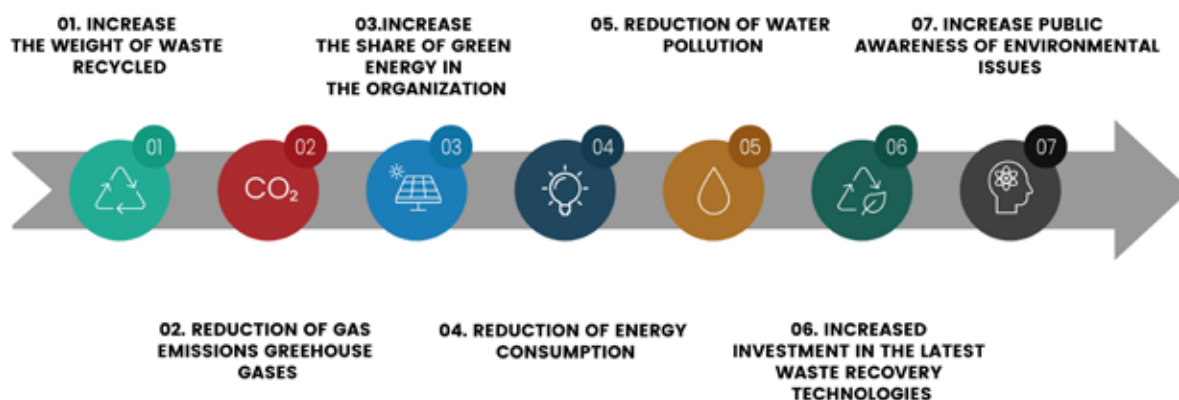 01. INCREASE
THE WEIGHT OF WASTE
RECYCLED
03.INCREASE
THE SHARE OF GREEN
ENERGY IN
THE ORGANIZATION
05. REDUCTION OF WATER
POLLUTION
07. INCREASE PUBLIC
AWARENESS OF ENVIRONMENTAL
ISSUES
01
02
03
04
05
06
07
CO₂
02. REDUCTION OF GAS
EMISSIONS GREEHOUSE
GASES
04. REDUCTION OF ENERGY
CONSUMPTION
06. INCREASED
INVESTMENT IN THE LATEST
WASTE RECOVERY
TECHNOLOGIES